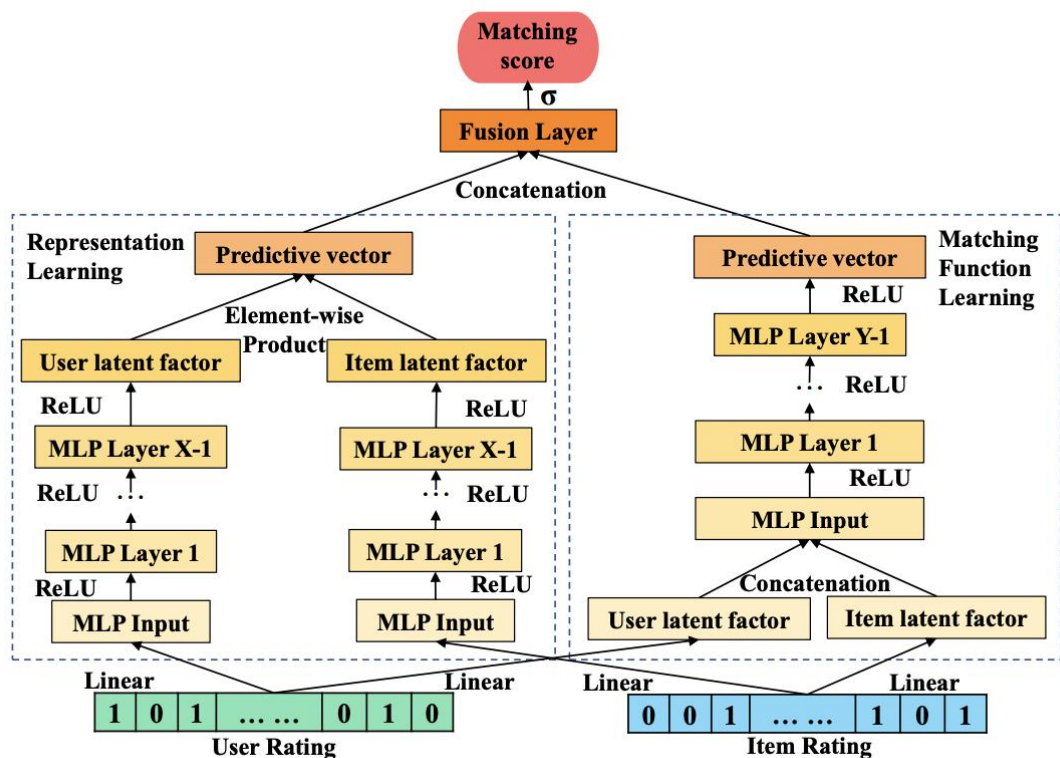 Matching
score
σ
Fusion Layer
Concatenation
Representation
Learning
Predictive vector
Element-wise
Product
User latent factor
Item latent factor
ReLU
ReLU
MLP Layer X-1
MLP Layer X-1
ReLU
...
...
ReLU
MLP Layer 1
MLP Layer 1
ReLU
ReLU
MLP Input
MLP Input
Matching
Function
Learning
Predictive vector
ReLU
MLP Layer Y-1
...
ReLU
MLP Layer 1
ReLU
MLP Input
Concatenation
User latent factor
Item latent factor
Linear
Linear
Linear
Linear
1 0 1 ... ... 0 1 0
User Rating
0 0 1 ... ... 1 0 1
Item Rating